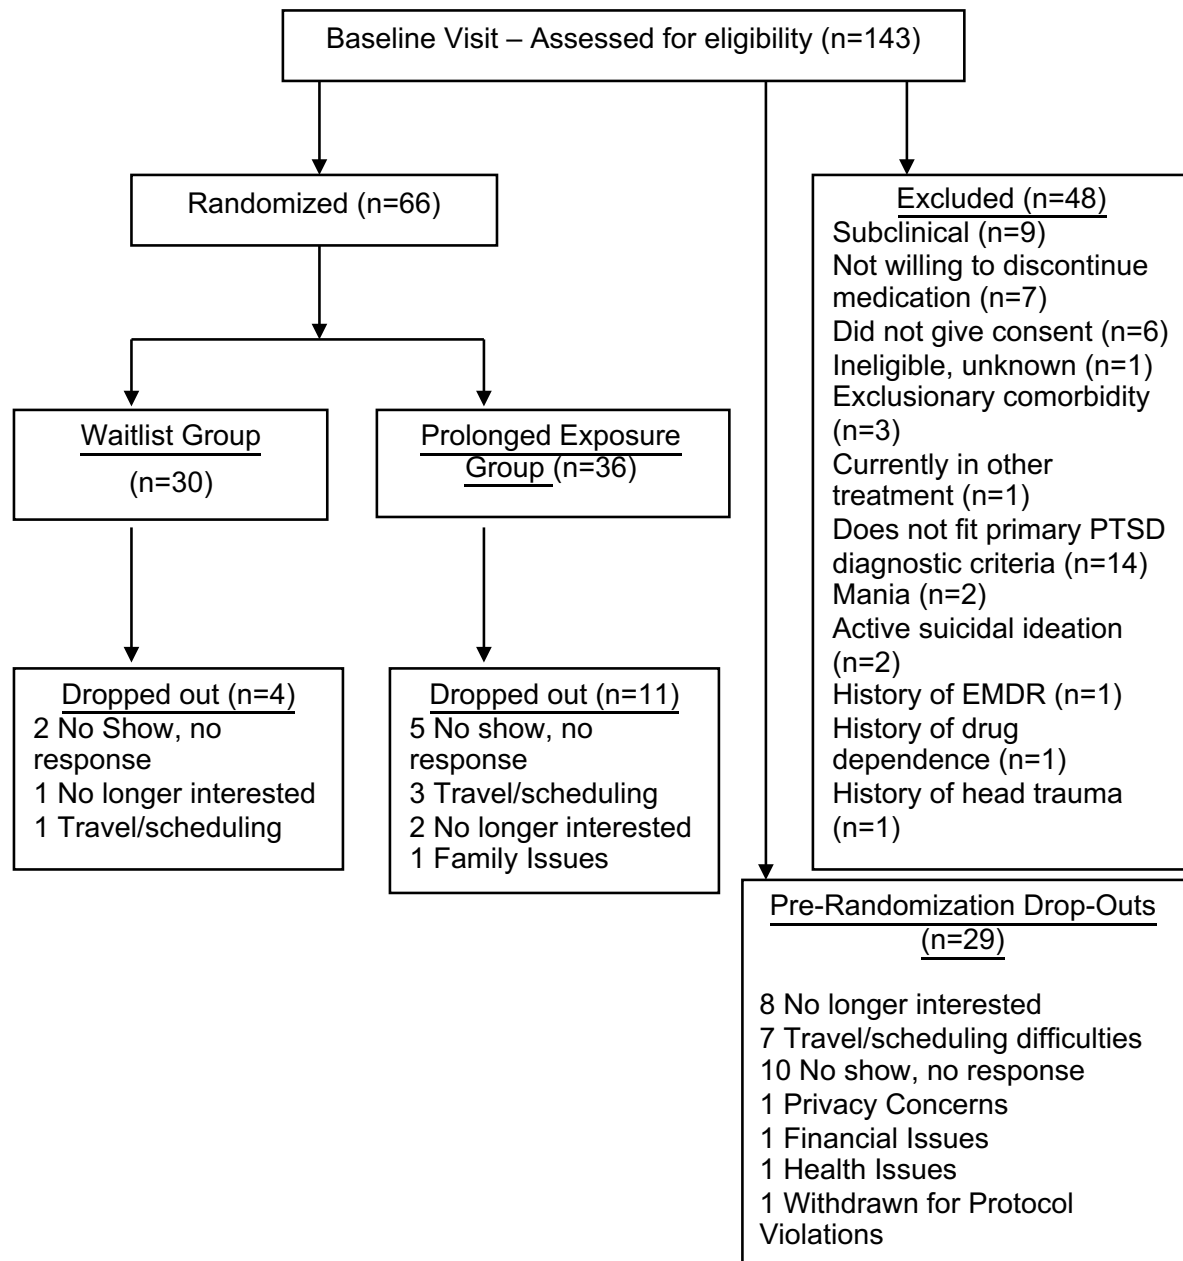 Baseline Visit – Assessed for eligibility (n=143)
Randomized (n=66)
Waitlist Group
(n=30)
Prolonged Exposure
Group (n=36)
Dropped out (n=4)
2 No Show, no
response
1 No longer interested
1 Travel/scheduling
Dropped out (n=11)
5 No show, no
response
3 Travel/scheduling
2 No longer interested
1 Family Issues
Excluded (n=48)
Subclinical (n=9)
Not willing to discontinue
medication (n=7)
Did not give consent (n=6)
Ineligible, unknown (n=1)
Exclusionary comorbidity
(n=3)
Currently in other
treatment (n=1)
Does not fit primary PTSD
diagnostic criteria (n=14)
Mania (n=2)
Active suicidal ideation
(n=2)
History of EMDR (n=1)
History of drug
dependence (n=1)
History of head trauma
(n=1)
Pre-Randomization Drop-Outs
(n=29)
8 No longer interested
7 Travel/scheduling difficulties
10 No show, no response
1 Privacy Concerns
1 Financial Issues
1 Health Issues
1 Withdrawn for Protocol
Violations